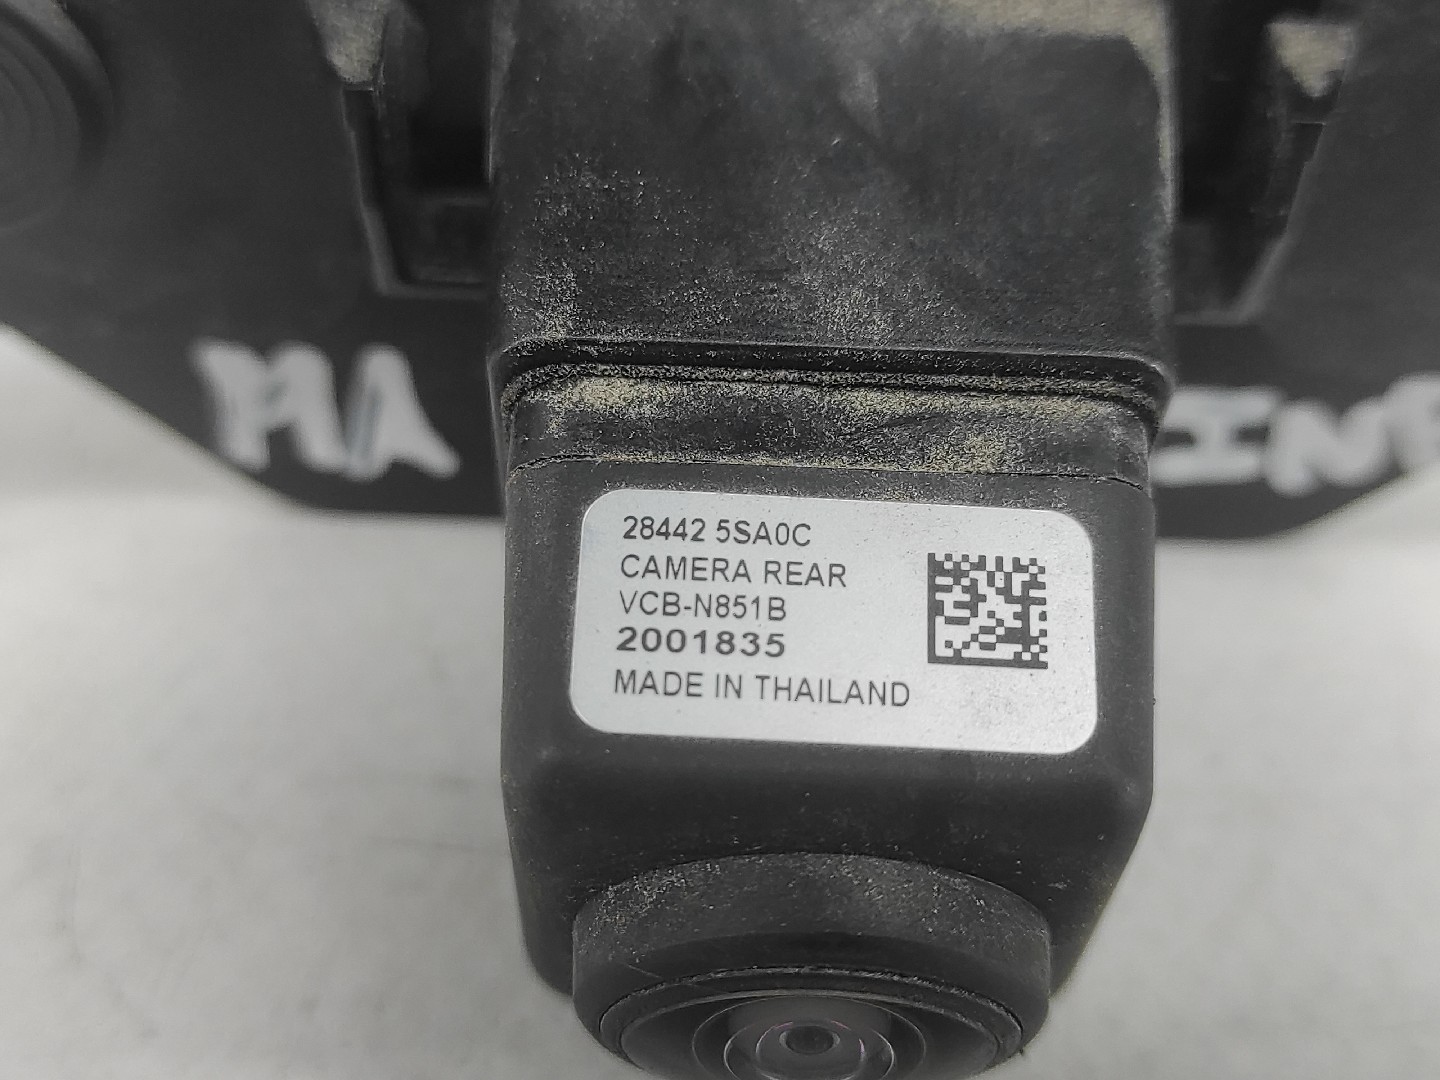 28442 5SA0C
CAMERA REAR
VCB-N851B
2001835
MADE IN THAILAND